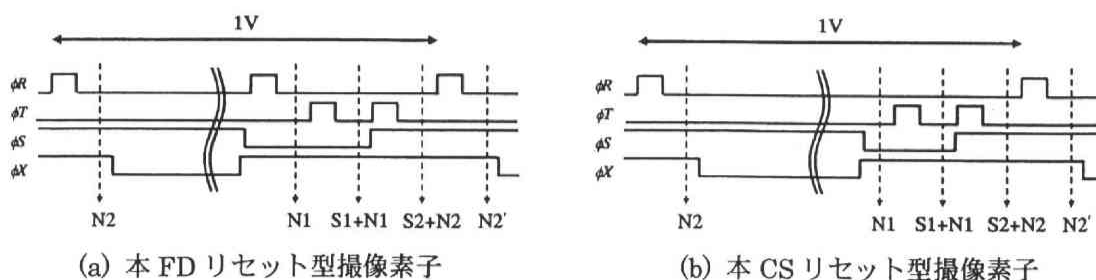 1V
φR
φT
φS
φX
N2
N1
S1+N1
S2+N2
N2'
(a) 本 FD リセット型撮像素子
1V
φR
φT
φS
φX
N2
N1
S1+N1
S2+N2
N2'
(b) 本 CS リセット型撮像素子